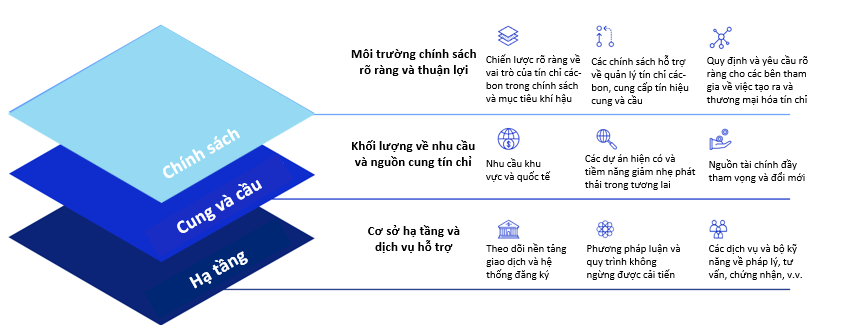 Chính sách
Cung và cầu
Hạ tầng
Môi trường chính sách
rõ ràng và thuận lợi
Chiến lược rõ ràng về
vai trò của tín chỉ các-
bon trong chính sách
và mục tiêu khí hậu
Các chính sách hỗ trợ
về quản lý tín chỉ các-
bon, cung cấp tín hiệu
cung và cầu
Quy định và yêu cầu rõ
ràng cho các bên tham
gia về việc tạo ra và
thương mại hóa tín chỉ
Khối lượng về nhu cầu
và nguồn cung tín chỉ
Nhu cầu khu
vực và quốc tế
Các dự án hiện có và
tiềm năng giảm nhẹ phát
thải trong tương lai
Nguồn tài chính đầy
tham vọng và đổi mới
Cơ sở hạ tầng và
dịch vụ hỗ trợ
Theo dõi nền tảng
giao dịch và hệ
thống đăng ký
Phương pháp luận và
quy trình không
ngừng được cải tiến
Các dịch vụ và bộ kỹ
năng về pháp lý, tư
vấn, chứng nhận, v.v.